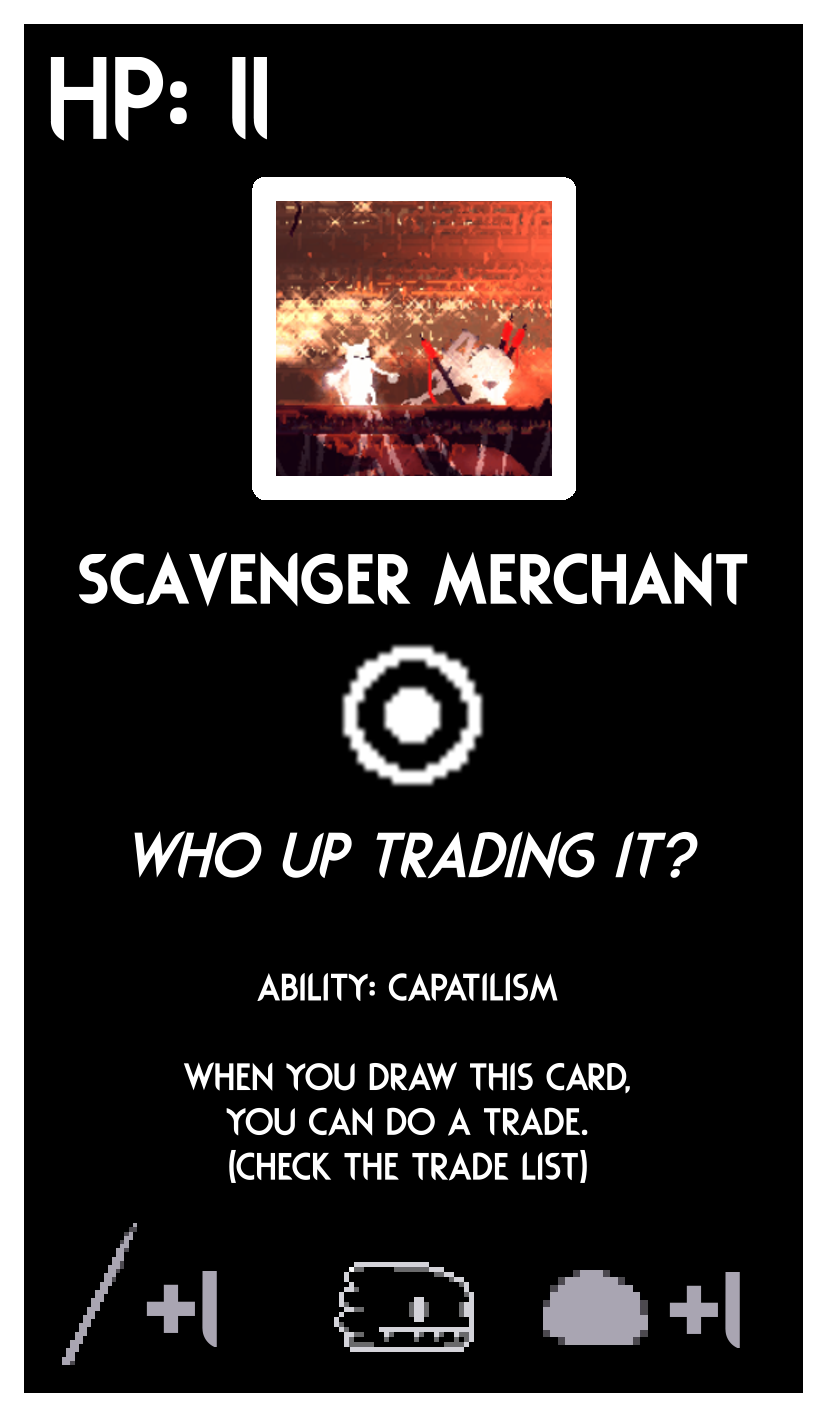 HP: 11
SCAVENGER MERCHANT
WHO UP TRADING IT?
ABILITY: CAPATILISM
WHEN YOU DRAW THIS CARD,
YOU CAN DO A TRADE.
(CHECK THE TRADE LIST)
+1 +1